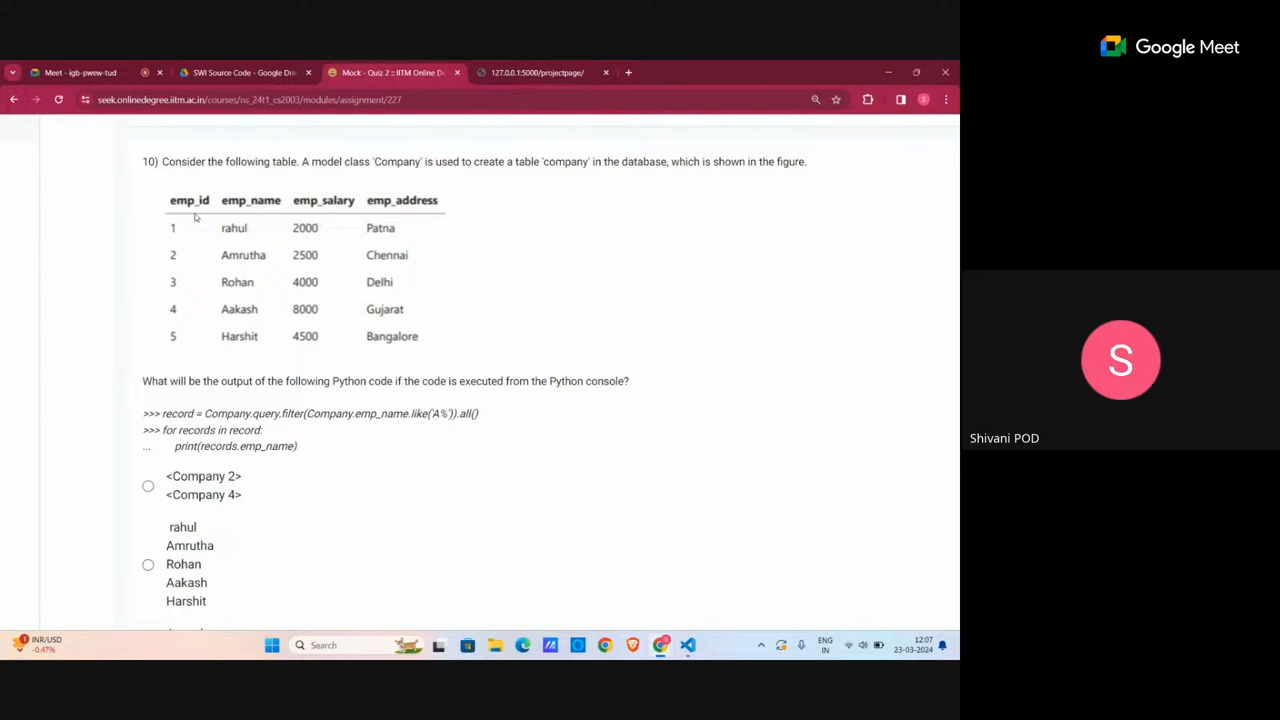 Google Meet
Meet - igb-pwew-tud
SWI Source Code - Google Dri
Mock - Quiz 2 :: IITM Online De
127.0.0.1:5000/projectpage/
seek.onlinedegree.iitm.ac.in/courses/ns_24t1_cs2003/modules/assignment/227
10) Consider the following table. A model class 'Company' is used to create a table 'company' in the database, which is shown in the figure.
emp_id emp_name emp_salary emp_address
1 rahul 2000 Patna
2 Amrutha 2500 Chennai
3 Rohan 4000 Delhi
4 Aakash 8000 Gujarat
5 Harshit 4500 Bangalore
What will be the output of the following Python code if the code is executed from the Python console?
>>> record = Company.query.filter(Company.emp_name.like('A%')).all()
>>> for records in record:
... print(records.emp_name)
<Company 2>
<Company 4>
rahul
Amrutha
Rohan
Aakash
Harshit
S
Shivani POD
INR/USD
-0.47%
Search
ENG
IN
12:07
23-03-2024